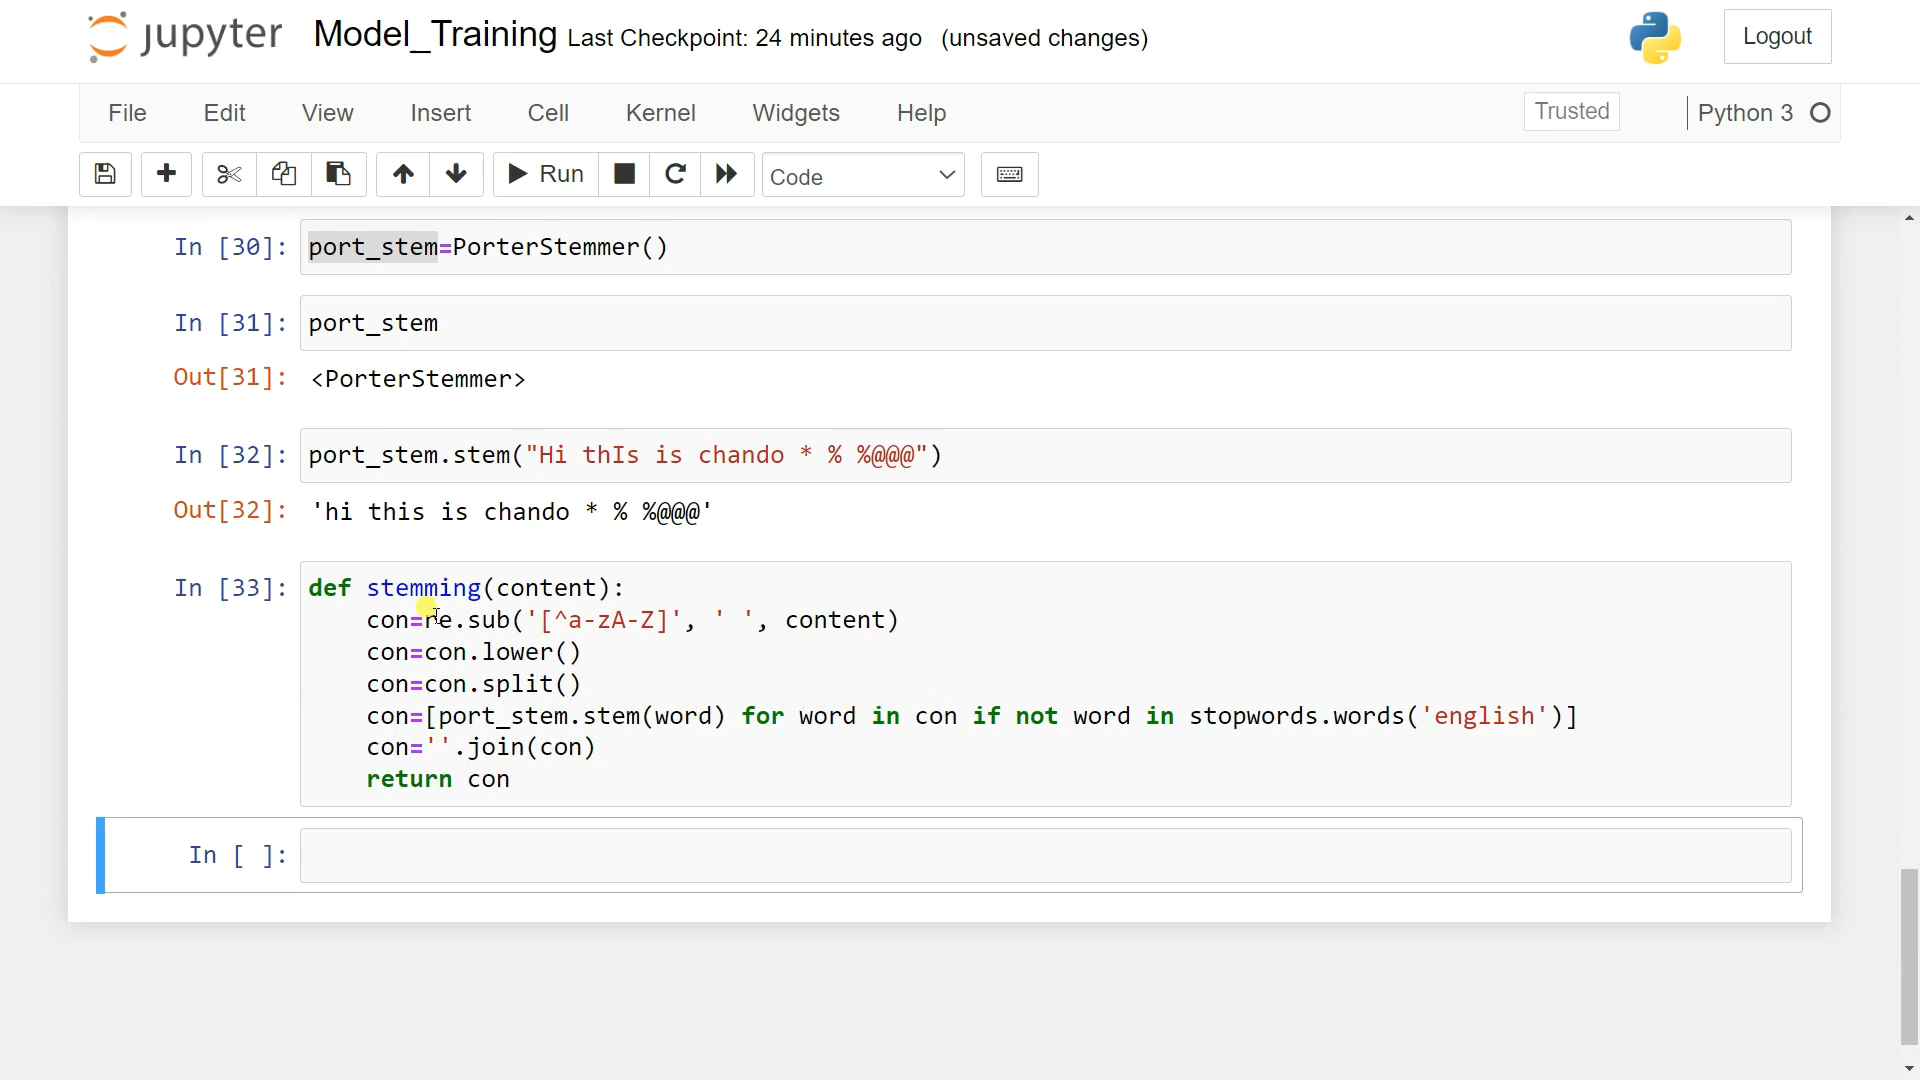 jupyter Model_Training Last Checkpoint: 24 minutes ago (unsaved changes) Logout
File Edit View Insert Cell Kernel Widgets Help Trusted Python 3
Run Code
In [30]: port_stem=PorterStemmer()
In [31]: port_stem
Out[31]: <PorterStemmer>
In [32]: port_stem.stem("Hi thIs is chando * % %@@@")
Out[32]: 'hi this is chando * % %@@@'
In [33]: def stemming(content):
con=re.sub('[^a-zA-Z]', ' ', content)
con=con.lower()
con=con.split()
con=[port_stem.stem(word) for word in con if not word in stopwords.words('english')]
con=''.join(con)
return con
In [ ]: